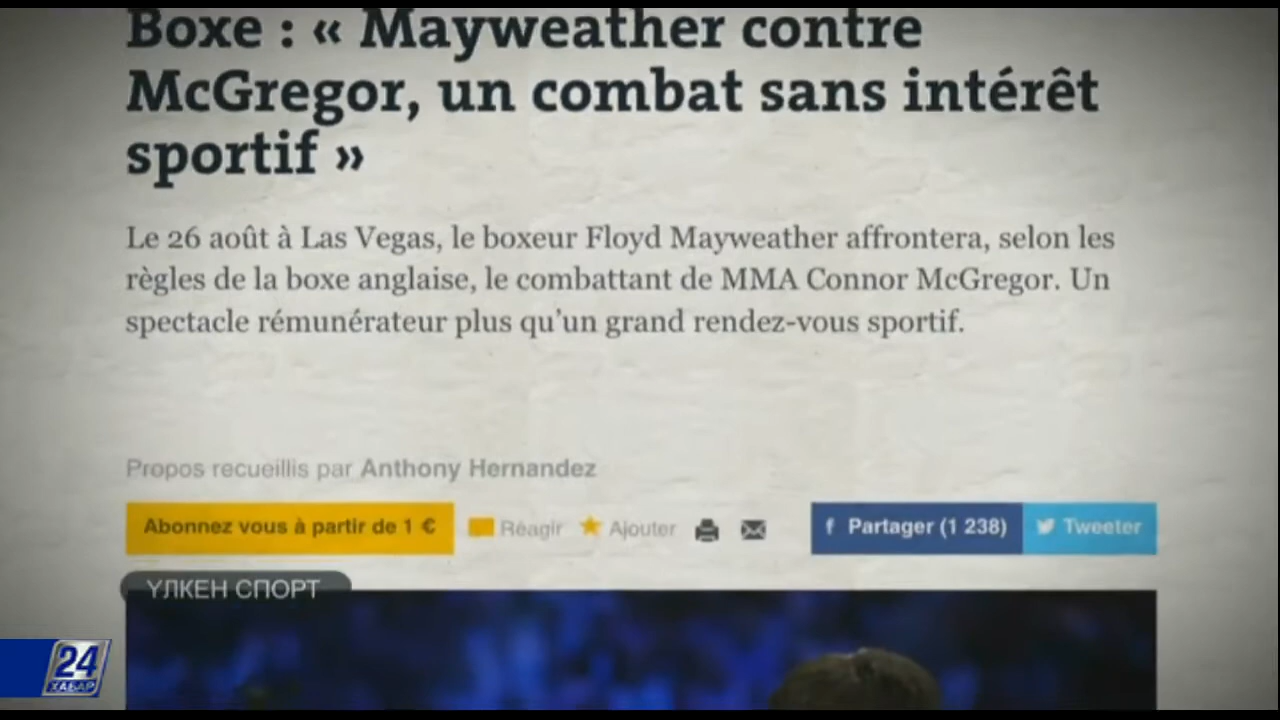 Boxe : « Mayweather contre
McGregor, un combat sans intérêt
sportif »
Le 26 août à Las Vegas, le boxeur Floyd Mayweather affrontera, selon les
règles de la boxe anglaise, le combattant de MMA Connor McGregor. Un
spectacle rémunérateur plus qu'un grand rendez-vous sportif.
Propos recueillis par Anthony Hernandez
Abonnez vous à partir de 1 € Réagir Ajouter f Partager (1 238) Tweeter
ҮЛКЕН СПОРТ
24
ХАБАР